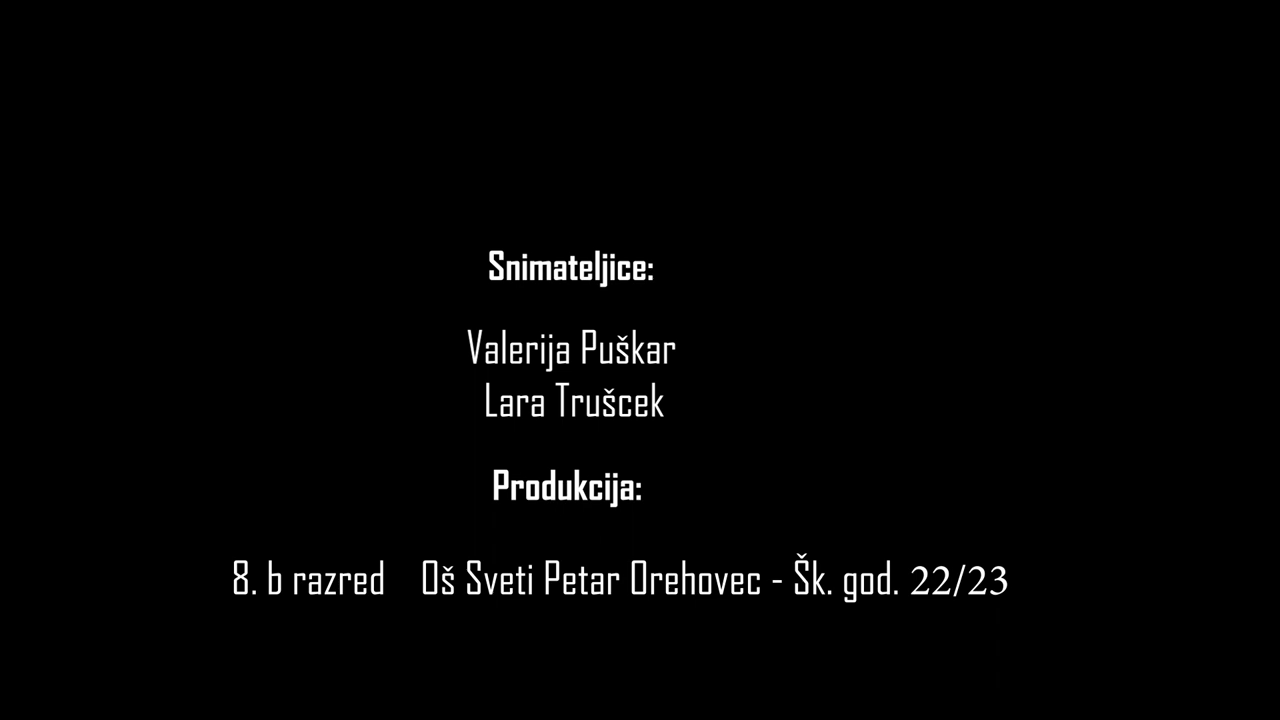 Snimateljice:
Valerija Puškar
Lara Trušcek
Produkcija:
8. b razred Oš Sveti Petar Orehovec - Šk. god. 22/23